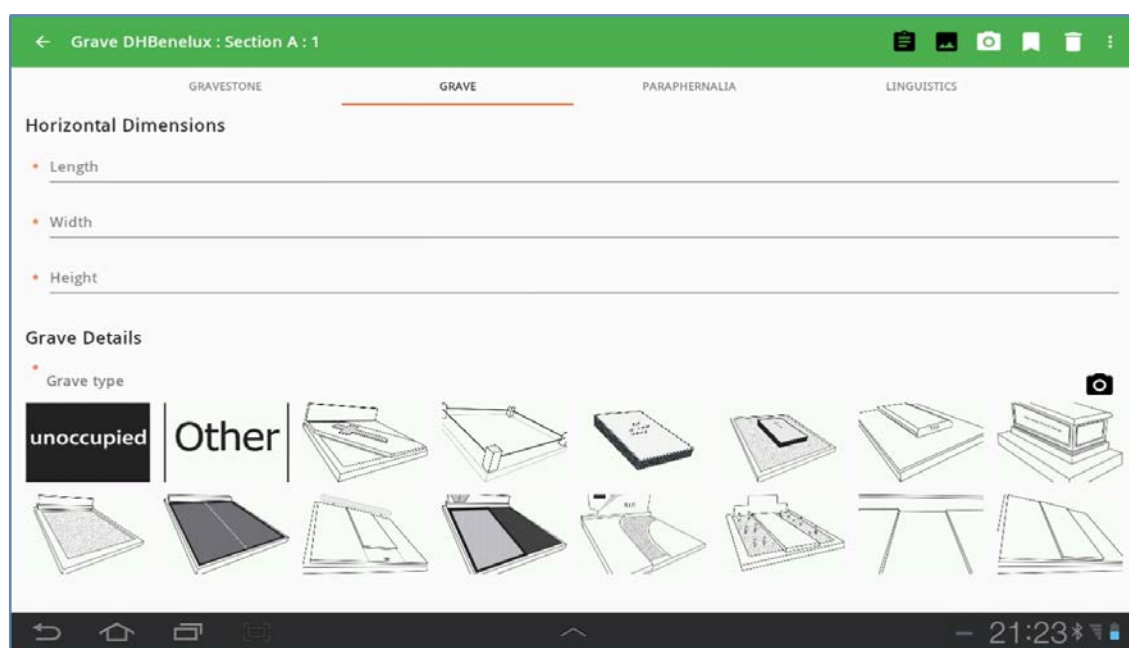 Grave DHBenelux : Section A : 1
GRAVESTONE GRAVE PARAPHERNALIA LINGUISTICS
Horizontal Dimensions
* Length
* Width
* Height
Grave Details
*
Grave type
unoccupied Other
21:23